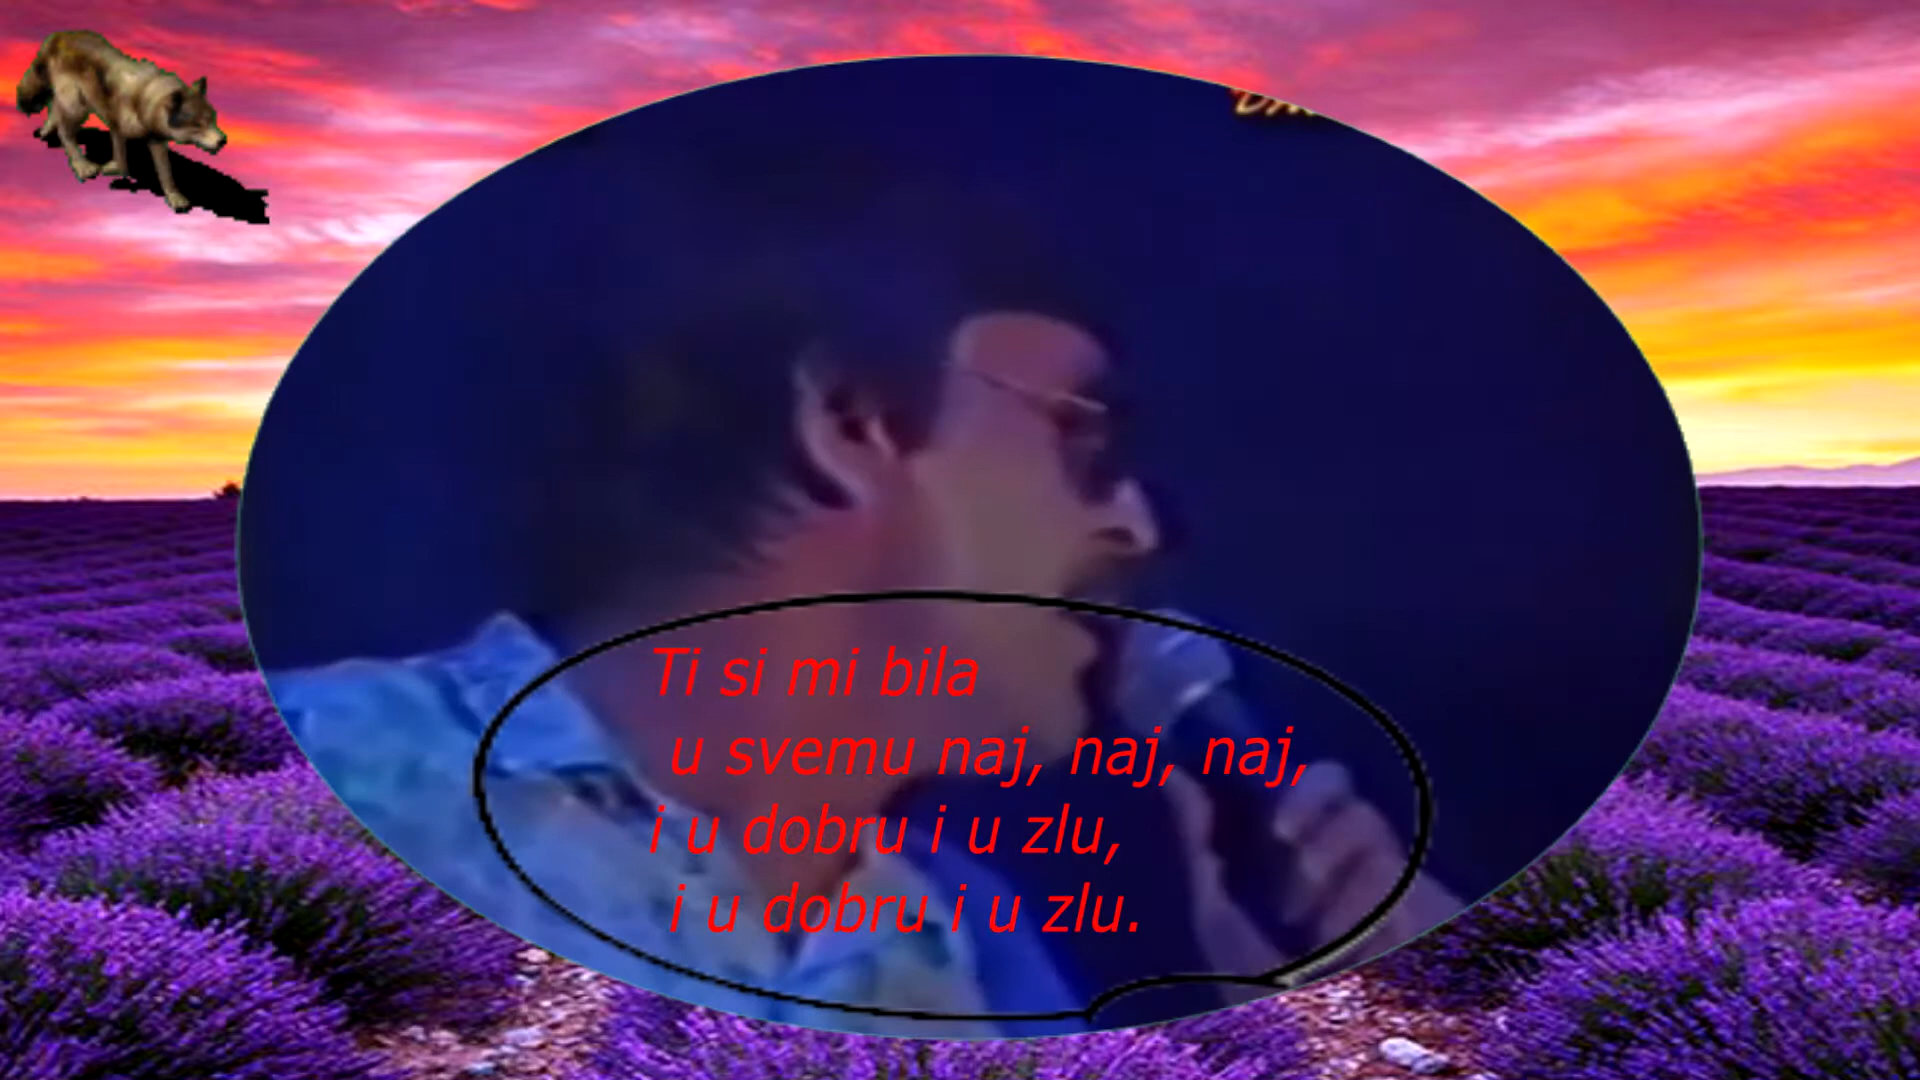 Ti si mi bila
u svemu naj, naj, naj,
i u dobru i u zlu,
i u dobru i u zlu.